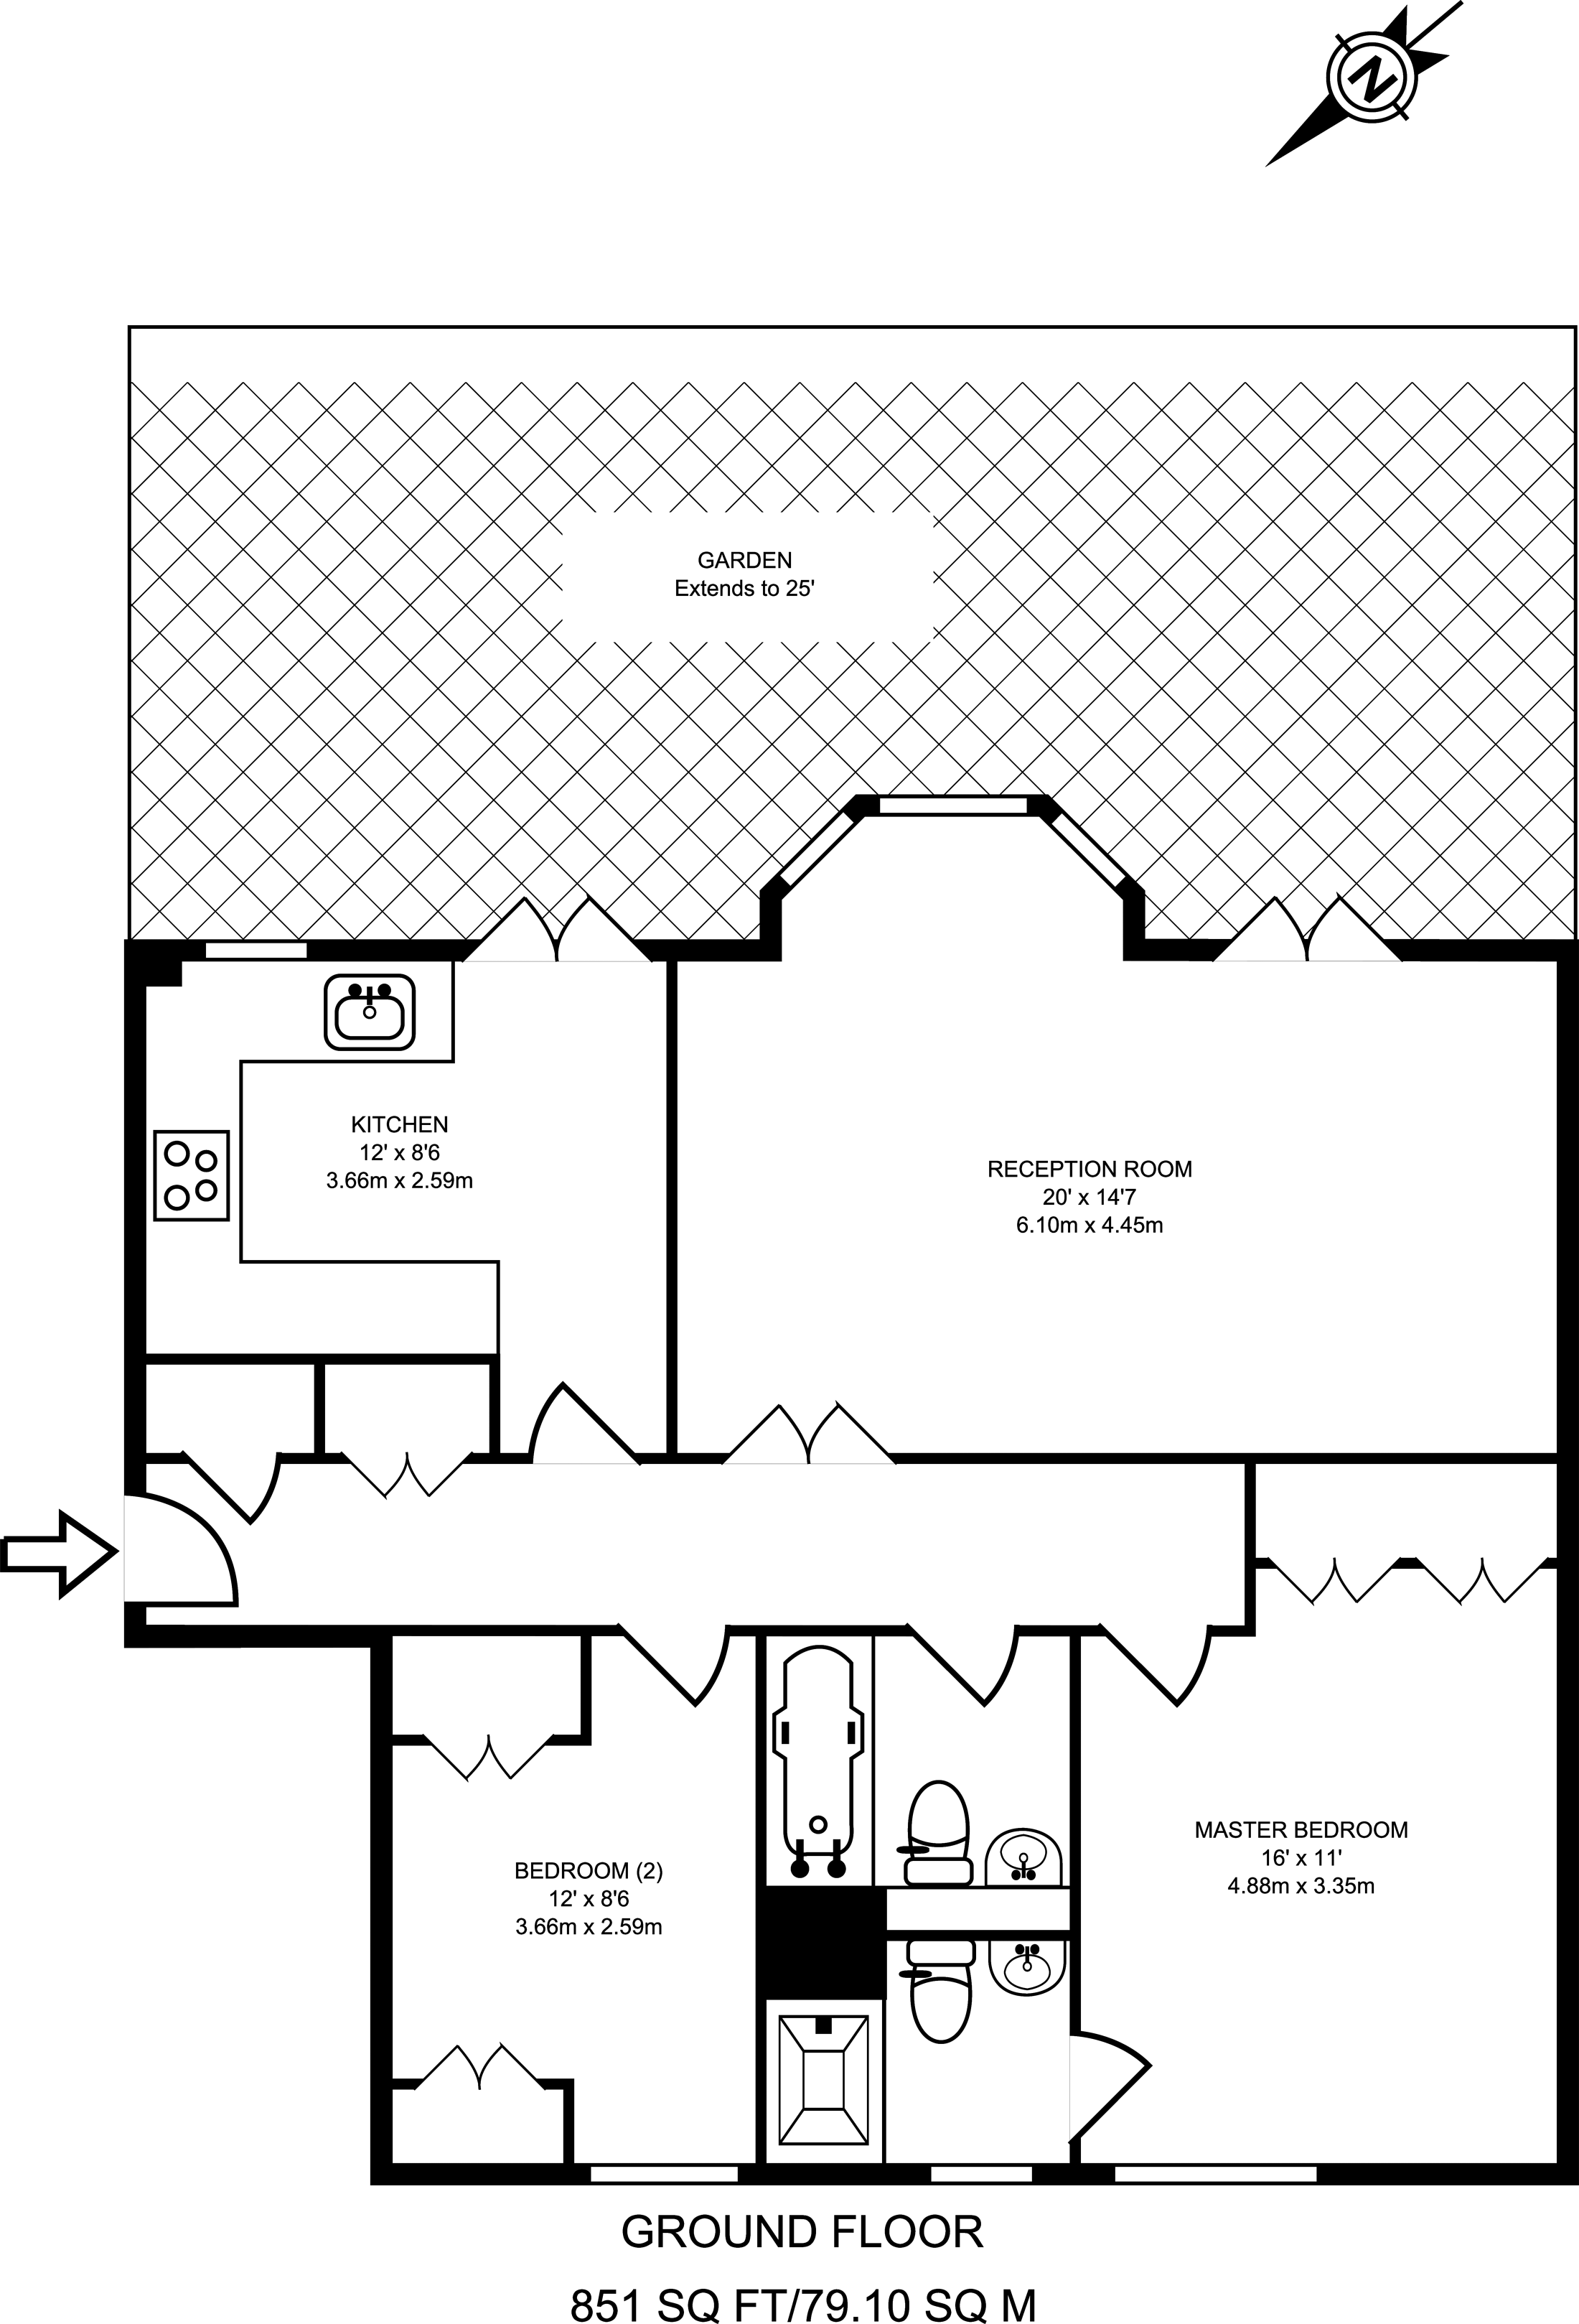 N
GARDEN
Extends to 25'
KITCHEN
12' x 8'6
3.66m x 2.59m
RECEPTION ROOM
20' x 14'7
6.10m x 4.45m
MASTER BEDROOM
16' x 11'
4.88m x 3.35m
BEDROOM (2)
12' x 8'6
3.66m x 2.59m
GROUND FLOOR
851 SQ FT/79.10 SQ M